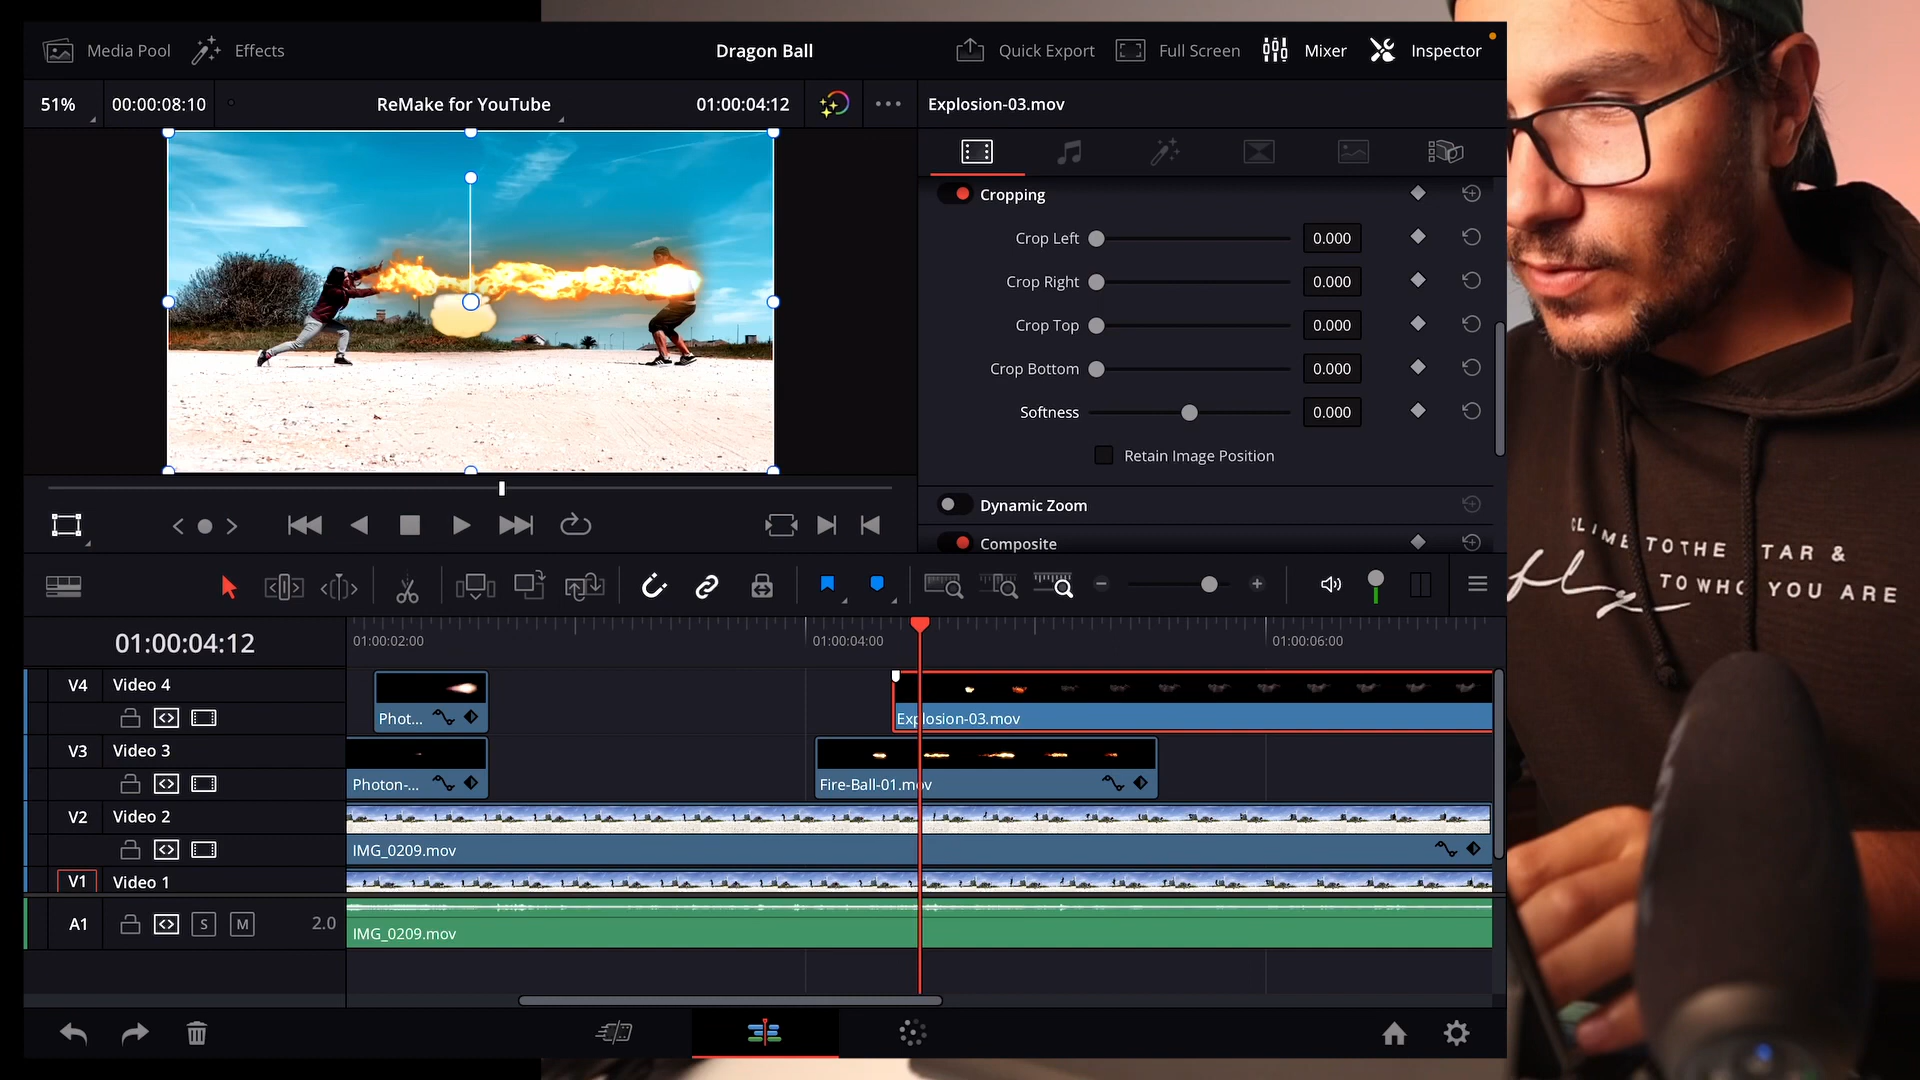 Media Pool
Effects
Dragon Ball
Quick Export
Full Screen
Mixer
Inspector
51%
00:00:08:10
ReMake for YouTube
01:00:04:12
Explosion-03.mov
Cropping
Crop Left
0.000
Crop Right
0.000
Crop Top
0.000
Crop Bottom
0.000
Softness
0.000
Retain Image Position
Dynamic Zoom
Composite
01:00:04:12
01:00:02:00
01:00:04:00
01:00:06:00
V4 Video 4
Phot...
Explosion-03.mov
V3 Video 3
Photon-...
Fire-Ball-01.mov
V2 Video 2
IMG_0209.mov
V1 Video 1
A1
S
M
2.0
IMG_0209.mov
TO THE TAR &
TO WHO YOU ARE